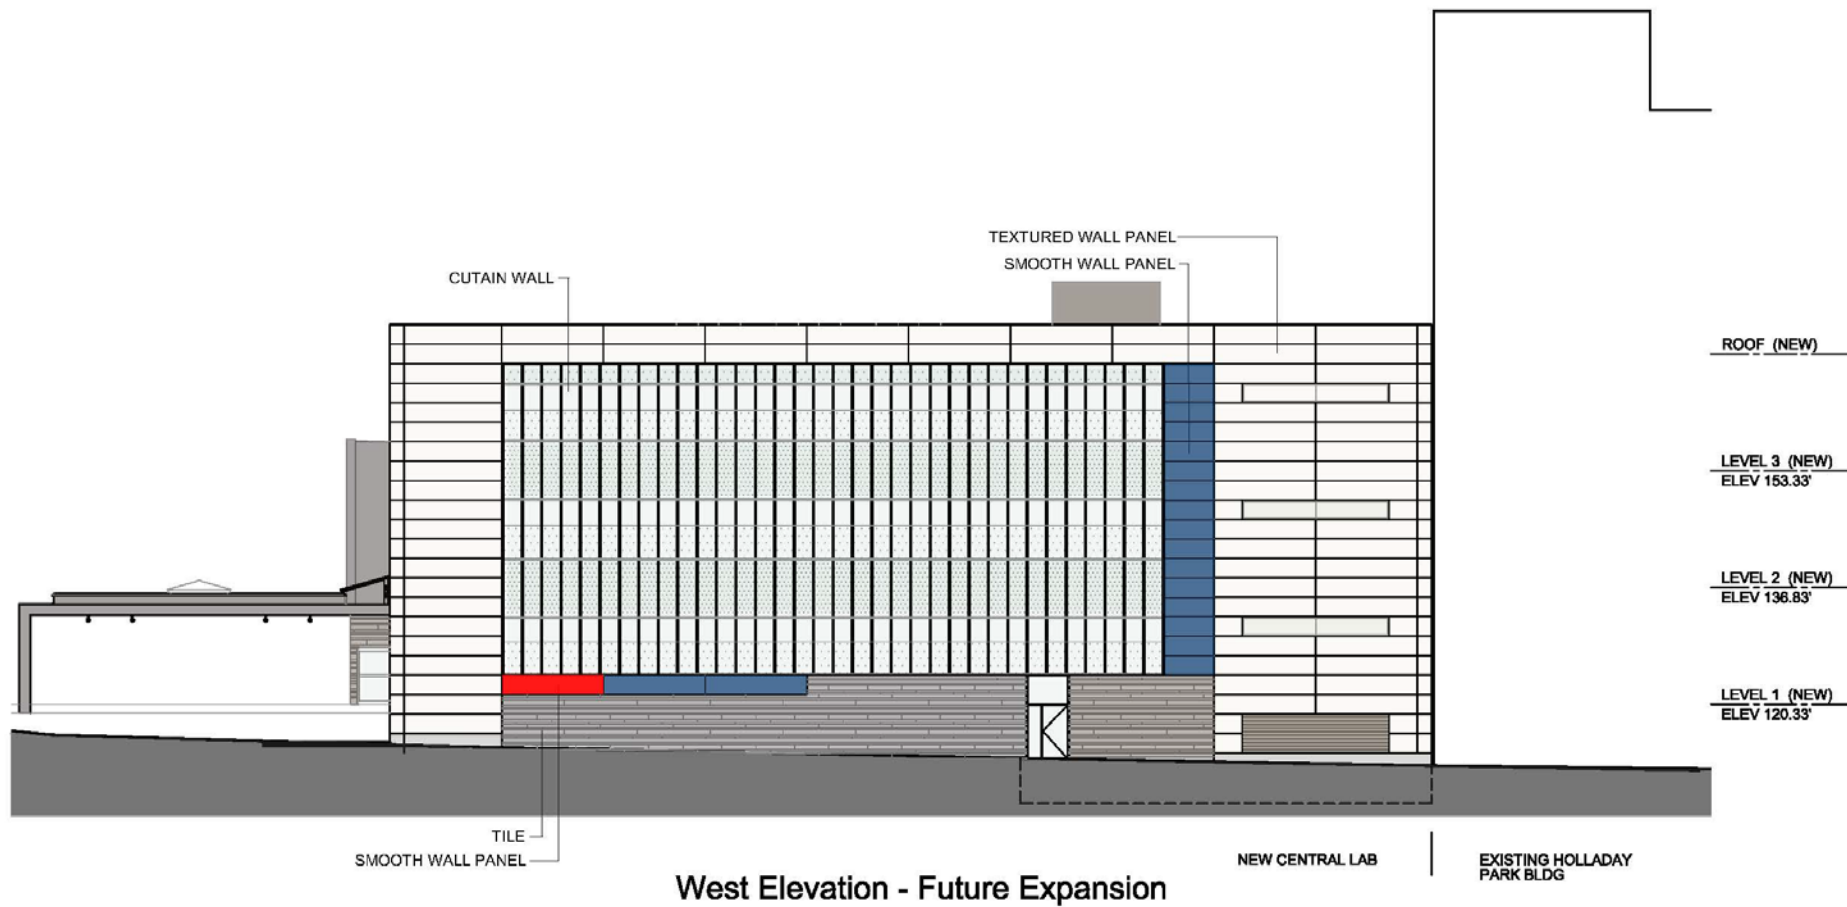 TEXTURED WALL PANEL
SMOOTH WALL PANEL
CUTAIN WALL
ROOF (NEW)
LEVEL 3 (NEW)
ELEV 153.33'
LEVEL 2 (NEW)
ELEV 136.83'
LEVEL 1 (NEW)
ELEV 120.33'
TILE
SMOOTH WALL PANEL
NEW CENTRAL LAB
EXISTING HOLLADAY
PARK BLDG
West Elevation - Future Expansion